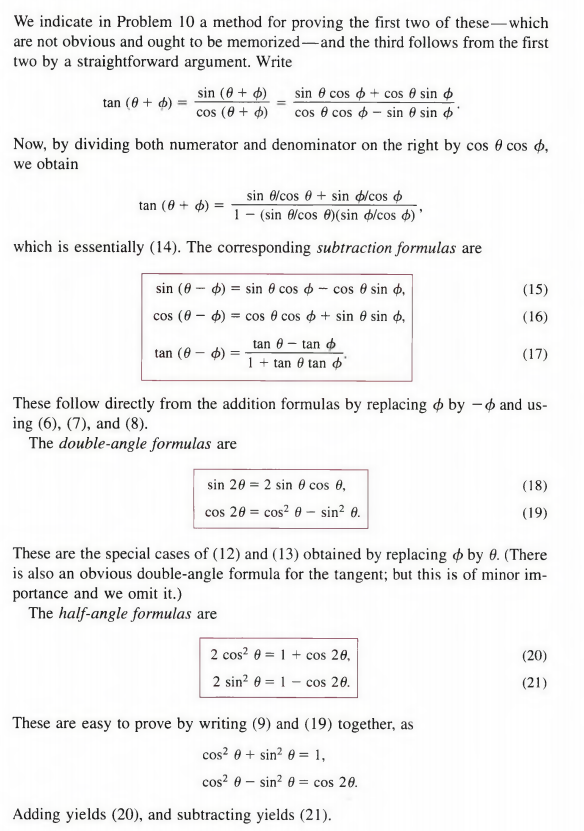 We indicate in Problem 10 a method for proving the first two of these—which
are not obvious and ought to be memorized—and the third follows from the first
two by a straightforward argument. Write
tan (θ + ϕ) = sin (θ + ϕ) / cos (θ + ϕ) = sin θ cos ϕ + cos θ sin ϕ / cos θ cos ϕ − sin θ sin ϕ.
Now, by dividing both numerator and denominator on the right by cos θ cos ϕ,
we obtain
tan (θ + ϕ) = sin θ/cos θ + sin ϕ/cos ϕ / 1 − (sin θ/cos θ)(sin ϕ/cos ϕ),
which is essentially (14). The corresponding subtraction formulas are
sin (θ − ϕ) = sin θ cos ϕ − cos θ sin ϕ, (15)
cos (θ − ϕ) = cos θ cos ϕ + sin θ sin ϕ, (16)
tan (θ − ϕ) = tan θ − tan ϕ / 1 + tan θ tan ϕ. (17)
These follow directly from the addition formulas by replacing ϕ by −ϕ and us-
ing (6), (7), and (8).
The double-angle formulas are
sin 2θ = 2 sin θ cos θ, (18)
cos 2θ = cos² θ − sin² θ. (19)
These are the special cases of (12) and (13) obtained by replacing ϕ by θ. (There
is also an obvious double-angle formula for the tangent; but this is of minor im-
portance and we omit it.)
The half-angle formulas are
2 cos² θ = 1 + cos 2θ, (20)
2 sin² θ = 1 − cos 2θ. (21)
These are easy to prove by writing (9) and (19) together, as
cos² θ + sin² θ = 1,
cos² θ − sin² θ = cos 2θ.
Adding yields (20), and subtracting yields (21).